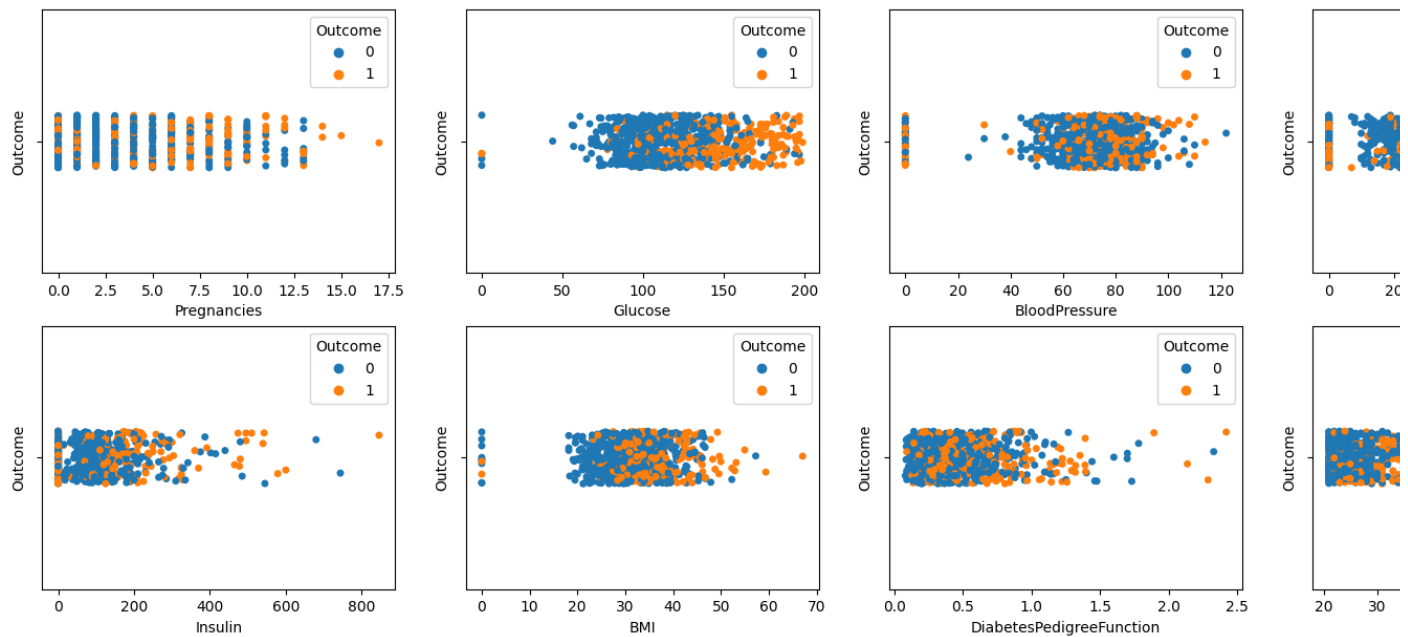 Outcome
0
1
Outcome
0.0 2.5 5.0 7.5 10.0 12.5 15.0 17.5
Pregnancies
Outcome
0
1
Outcome
0 50 100 150 200
Glucose
Outcome
0
1
Outcome
0 20 40 60 80 100 120
BloodPressure
Outcome
0
Outcome
0
1
Outcome
0 200 400 600 800
Insulin
Outcome
0
1
Outcome
0 10 20 30 40 50 60 70
BMI
Outcome
0
1
Outcome
0.0 0.5 1.0 1.5 2.0 2.5
DiabetesPedigreeFunction
Outcome
20 30